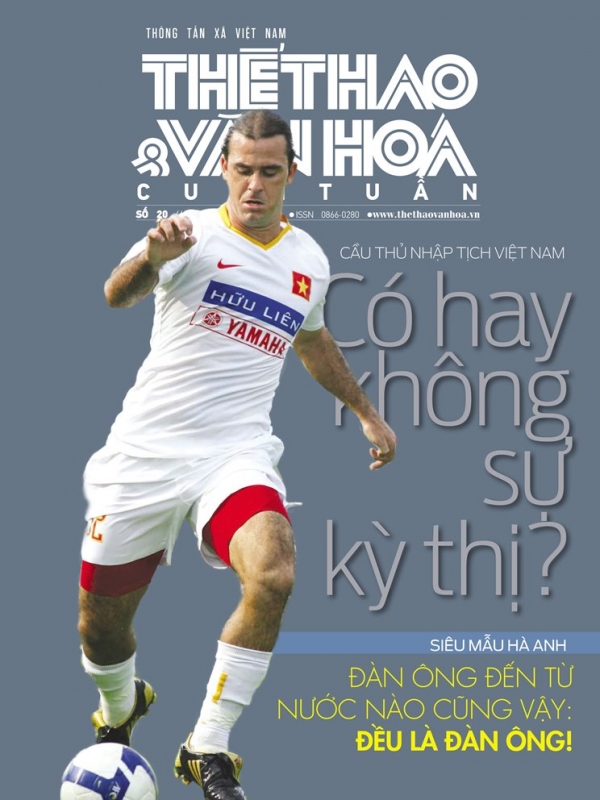 THÔNG TẤN XÃ VIỆT NAM
THỂ THAO
& VĂN HOÁ
CUỐI TUẦN
SỐ 20
• ISSN 0866-0280 • www.thethaovanhoa.vn
CẦU THỦ NHẬP TỊCH VIỆT NAM
Có hay
không
sự
kỳ thị?
HỮU LIÊN
YAMAHA
SIÊU MẪU HÀ ANH
ĐÀN ÔNG ĐẾN TỪ
NƯỚC NÀO CŨNG VẬY:
ĐỀU LÀ ĐÀN ÔNG!